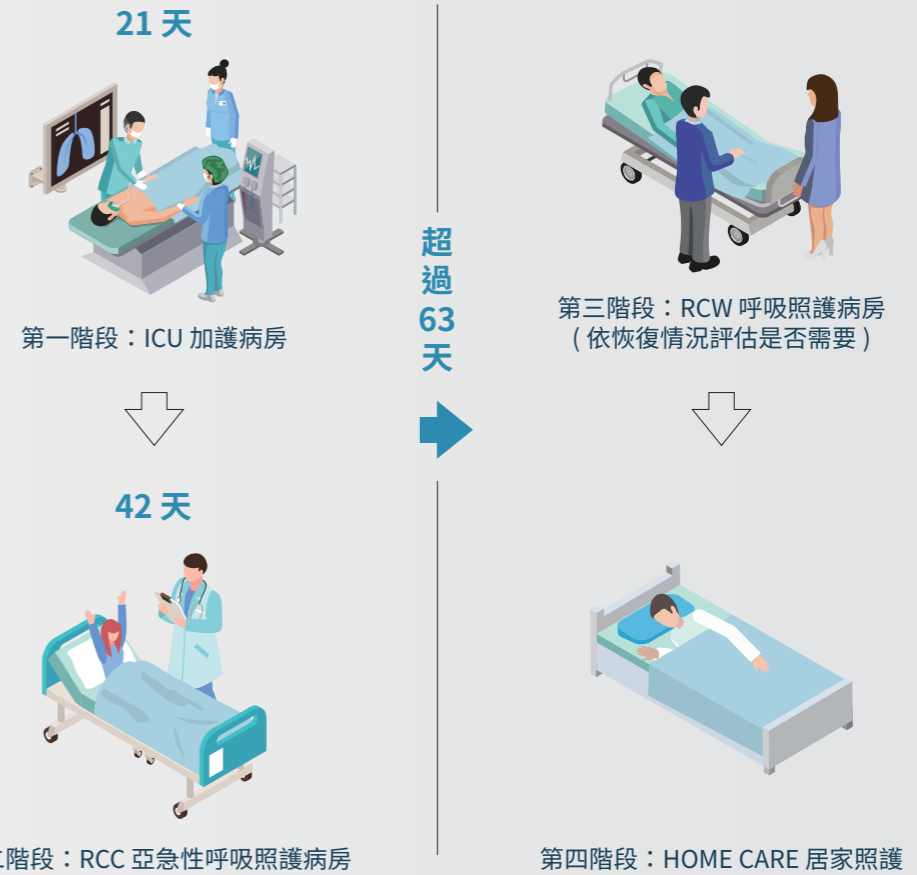 21 天
第一階段：ICU 加護病房
42 天
階段：RCC 亞急性呼吸照護病房
超
過
63
天
第三階段：RCW 呼吸照護病房
( 依恢復情況評估是否需要 )
第四階段：HOME CARE 居家照護